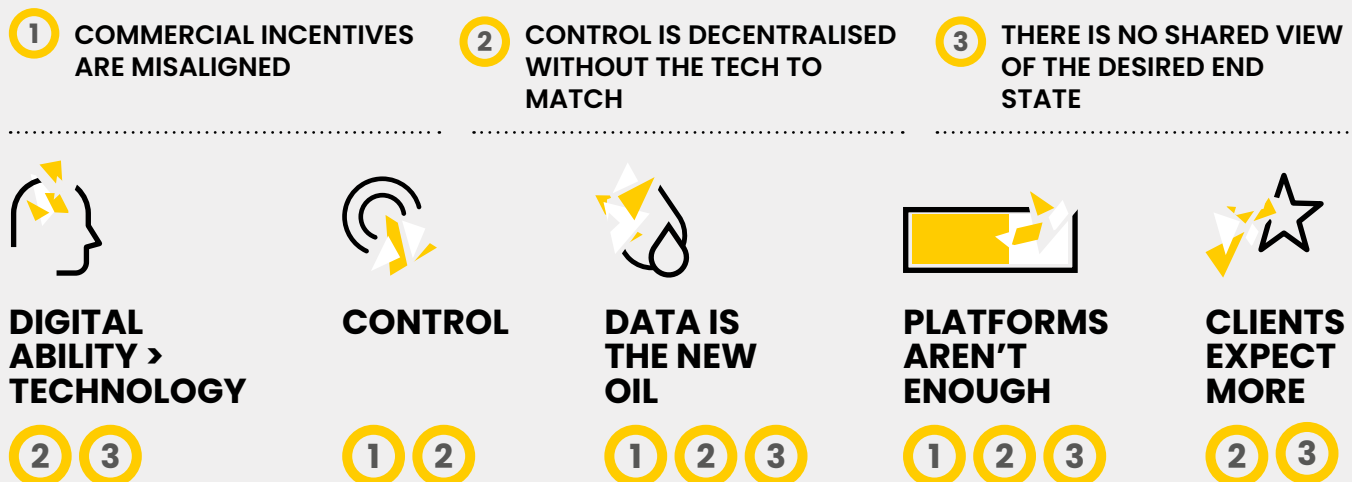 1
COMMERCIAL INCENTIVES
ARE MISALIGNED
2
CONTROL IS DECENTRALISED
WITHOUT THE TECH TO
MATCH
3
THERE IS NO SHARED VIEW
OF THE DESIRED END
STATE
DIGITAL
ABILITY >
TECHNOLOGY
2 3
CONTROL
1 2
DATA IS
THE NEW
OIL
1 2 3
PLATFORMS
AREN'T
ENOUGH
1 2 3
CLIENTS
EXPECT
MORE
2 3